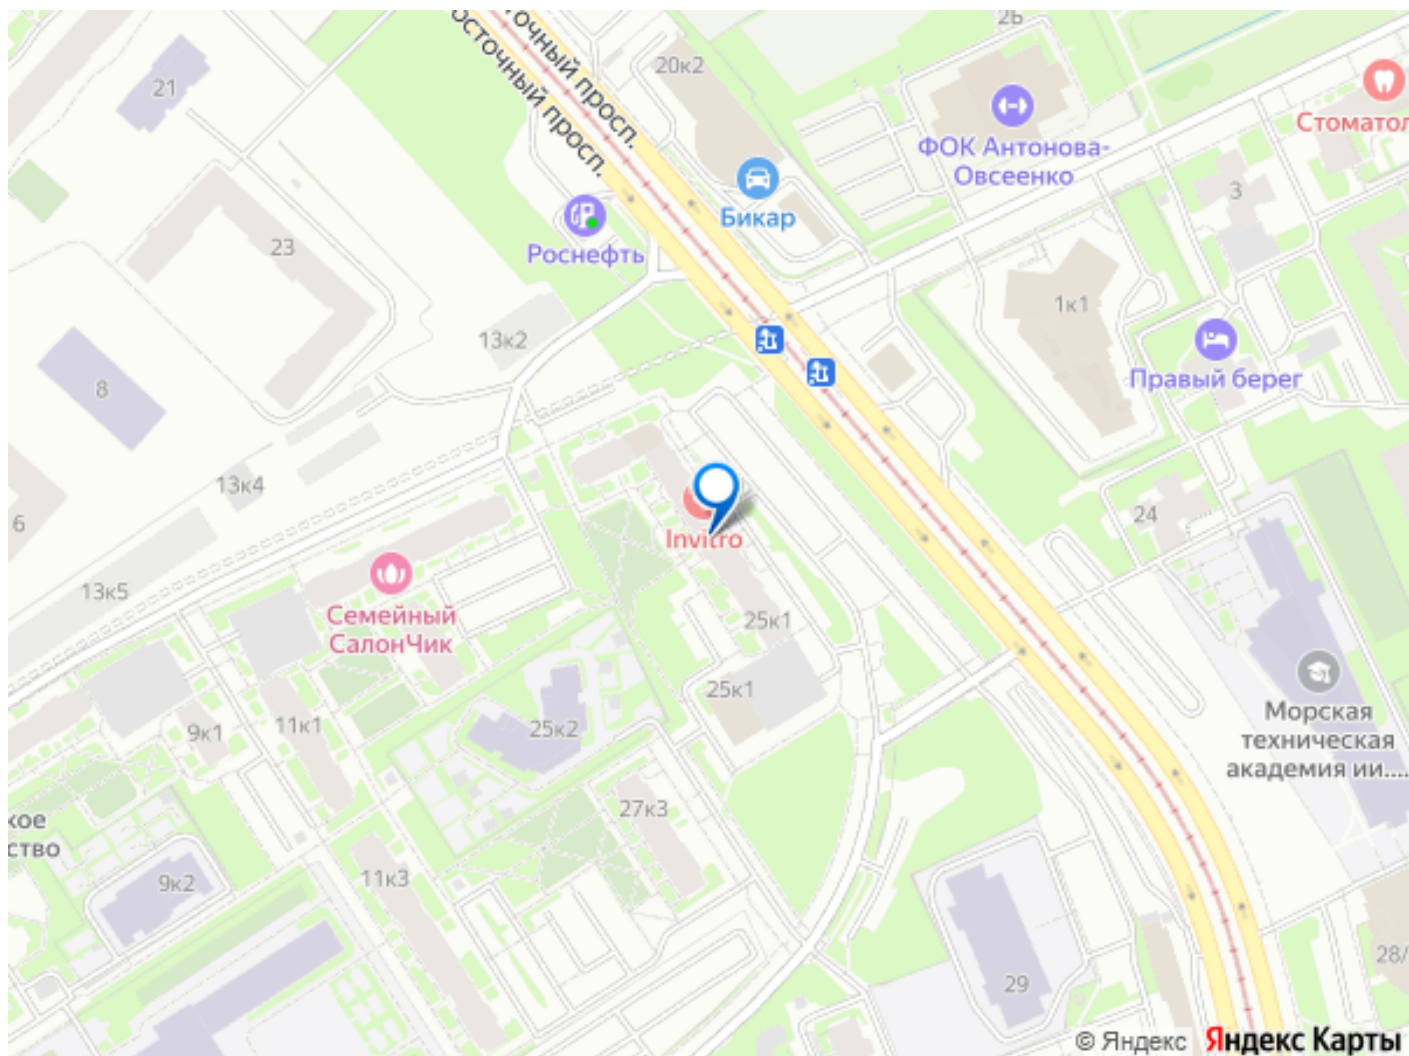 2Б
20к2
21
точный просп.
осточный просп.
Стоматол
ФОК Антонова-
Овсеенко
3
Бикар
Роснефть
23
1к1
13к2
Правый берег
8
13к4
24
6
Invitro
13к5
Семейный
СалонЧик
25к1
25к1
Морская
техническая
академия ии....
11к1
9к1
25к2
27к3
кое
ство
9к2
11к3
28/
29
© Яндекс Яндекс Карты